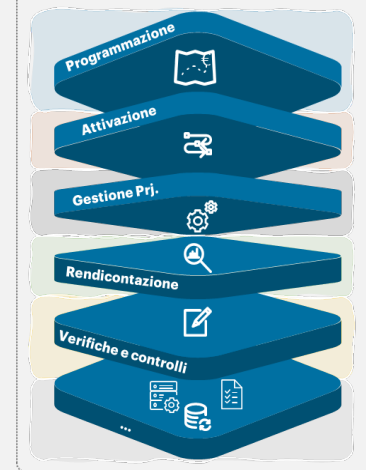 Programmazione
Attivazione
Gestione Prj.
Rendicontazione
Verifiche e controlli
...